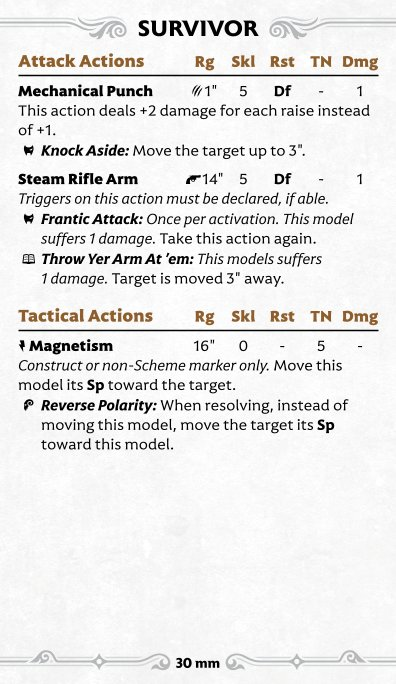 SURVIVOR
Attack Actions Rg Skl Rst TN Dmg
Mechanical Punch 1" 5 Df - 1
This action deals +2 damage for each raise instead
of +1.
Knock Aside: Move the target up to 3".
Steam Rifle Arm 14" 5 Df - 1
Triggers on this action must be declared, if able.
Frantic Attack: Once per activation. This model
suffers 1 damage. Take this action again.
Throw Yer Arm At 'em: This models suffers
1 damage. Target is moved 3" away.
Tactical Actions Rg Skl Rst TN Dmg
Magnetism 16" 0 - 5 -
Construct or non-Scheme marker only. Move this
model its Sp toward the target.
Reverse Polarity: When resolving, instead of
moving this model, move the target its Sp
toward this model.
30 mm